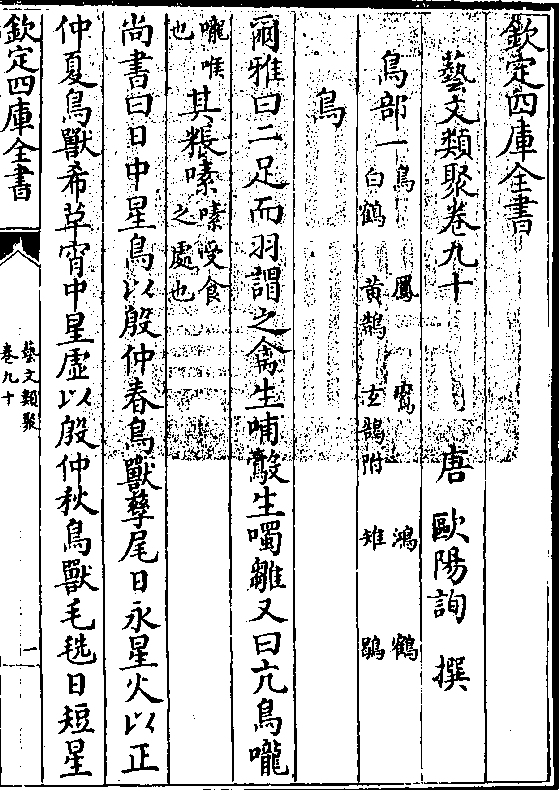 欽定四庫全書
藝文類聚卷九十
唐 歐陽詢 撰
鳥部一 鳥 鳳 鸞 鴻 鶴
白鶴 黃鵠 玄鵠附 雉 鶡
鳥
爾雅曰二足而羽謂之禽生哺鷇生噣雛又曰亢鳥嚨
嚨喉
也
其粻嗉
嗉受食
之處也
尚書曰日中星鳥以殷仲春鳥獸孳尾日永星火以正
仲夏鳥獸希革宵中星虛以殷仲秋鳥獸毛毨日短星
欽定四庫全書
藝文類聚
卷九十
一